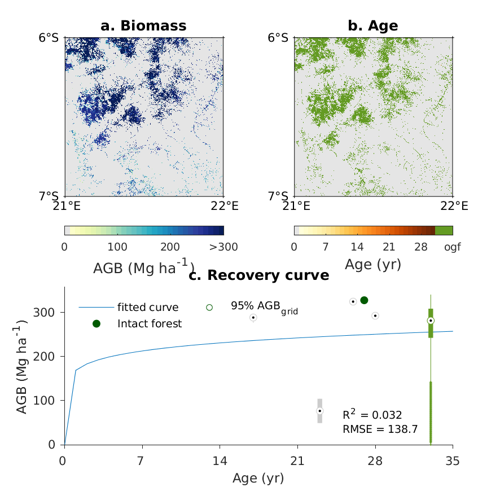 a. Biomass
b. Age
6°S
6°S
7°S
7°S
21°E
22°E
21°E
22°E
0
100
200
>300
0
7
14
21
28
ogf
AGB (Mg ha-1)
Age (yr)
c. Recovery curve
fitted curve
95% AGBgrid
Intact forest
300
200
100
0
AGB (Mg ha-1)
R2 = 0.032
RMSE = 138.7
0
7
14
21
28
35
Age (yr)